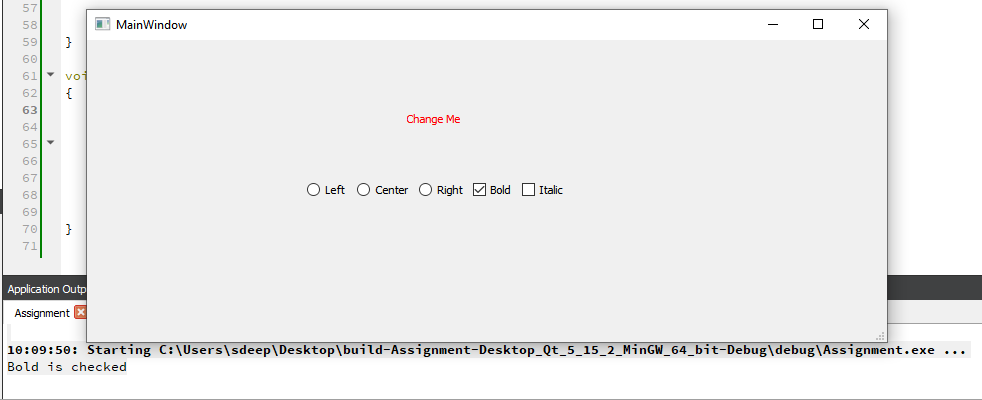 57
58
59 }
60
61 voi
62 {
63
64
65
66
67
68
69
70 }
71
MainWindow
Change Me
Left Center Right Bold Italic
Application Outp
Assignment
10:09:50: Starting C:\Users\sdeep\Desktop\build-Assignment-Desktop_Qt_5_15_2_MinGW_64_bit-Debug\debug\Assignment.exe ...
Bold is checked